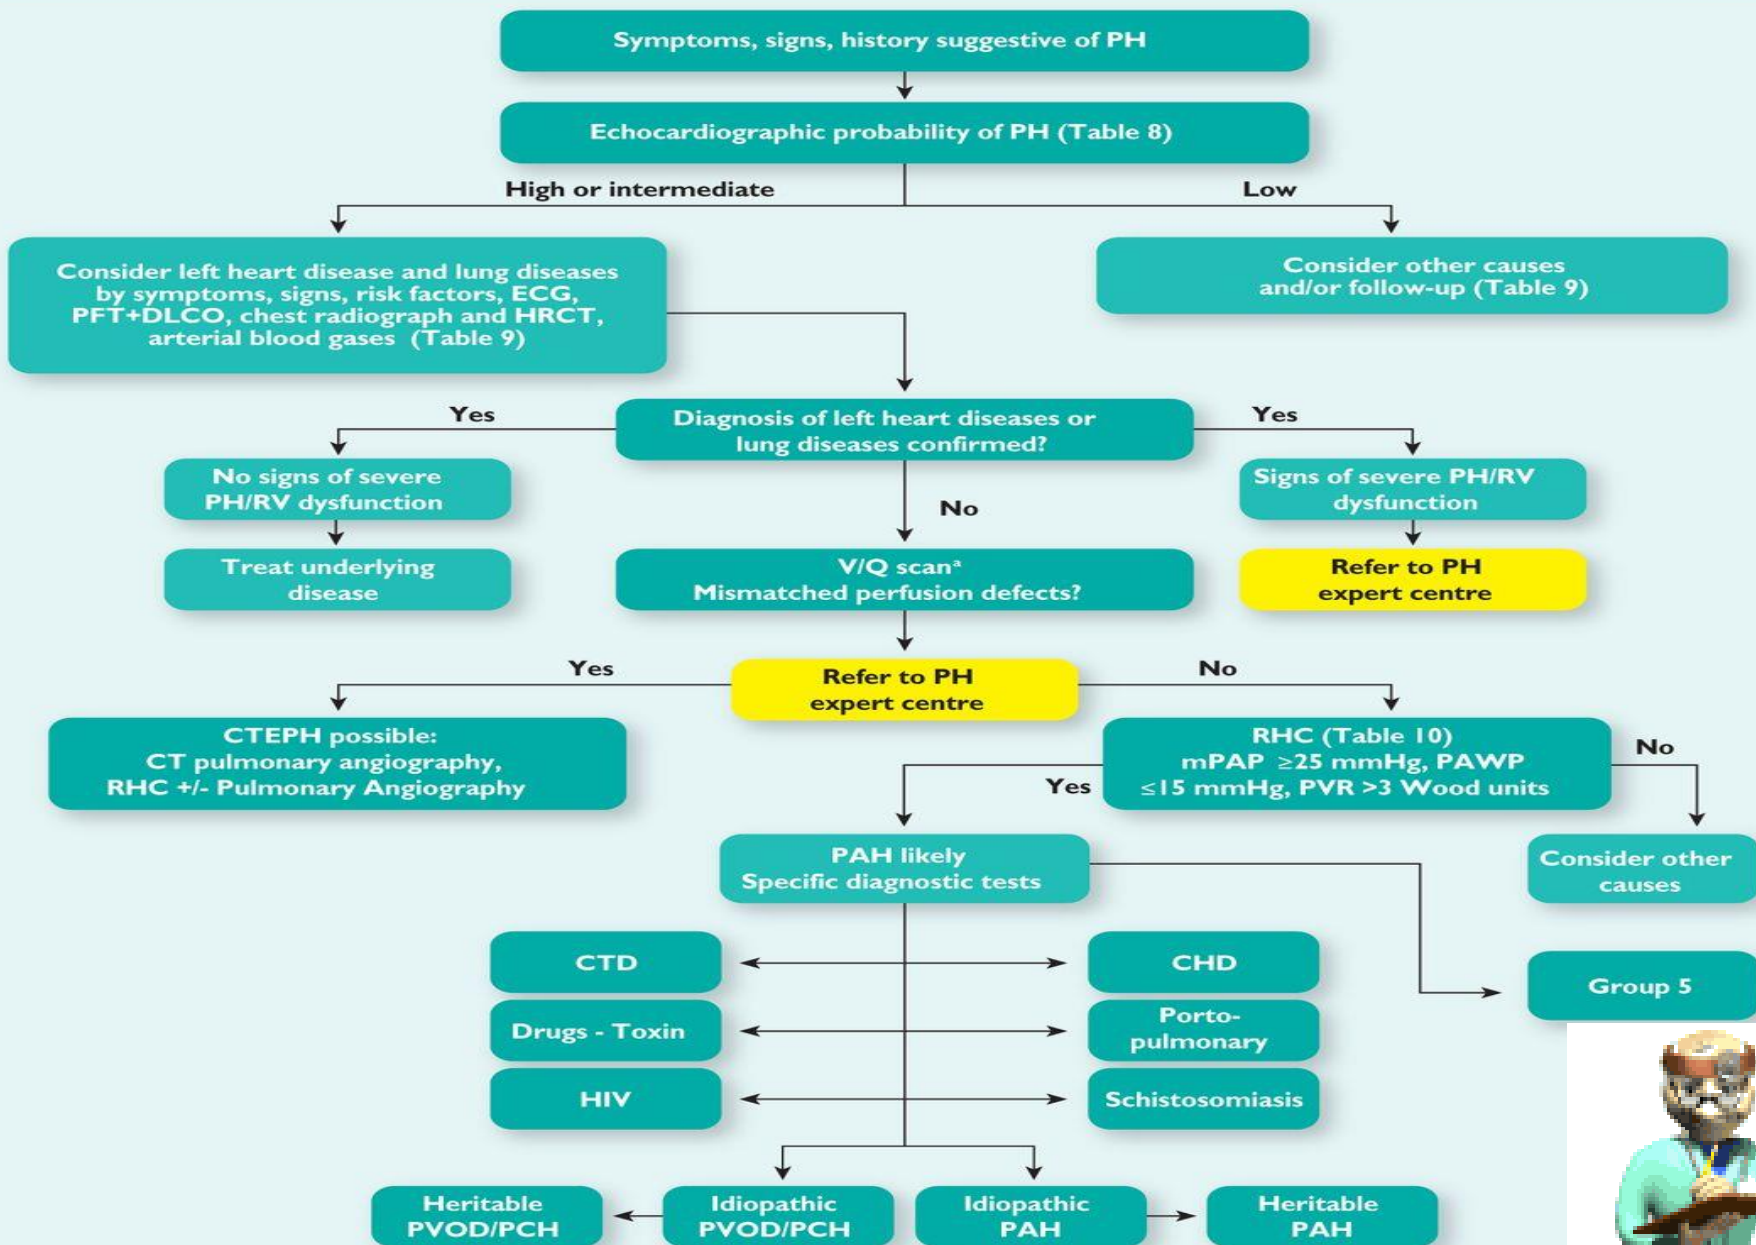 Symptoms, signs, history suggestive of PH
Echocardiographic probability of PH (Table 8)
High or intermediate
Low
Consider left heart disease and lung diseases
by symptoms, signs, risk factors, ECG,
PFT+DLCO, chest radiograph and HRCT,
arterial blood gases (Table 9)
Consider other causes
and/or follow-up (Table 9)
Yes
Diagnosis of left heart diseases or
lung diseases confirmed?
Yes
No signs of severe
PH/RV dysfunction
Signs of severe PH/RV
dysfunction
No
Treat underlying
disease
V/Q scanᵃ
Mismatched perfusion defects?
Refer to PH
expert centre
Yes
Refer to PH
expert centre
No
CTEPH possible:
CT pulmonary angiography,
RHC +/- Pulmonary Angiography
RHC (Table 10)
mPAP ≥25 mmHg, PAWP
≤15 mmHg, PVR >3 Wood units
No
Yes
PAH likely
Specific diagnostic tests
Consider other
causes
CTD
CHD
Group 5
Drugs - Toxin
Porto-
pulmonary
HIV
Schistosomiasis
Heritable
PVOD/PCH
Idiopathic
PVOD/PCH
Idiopathic
PAH
Heritable
PAH